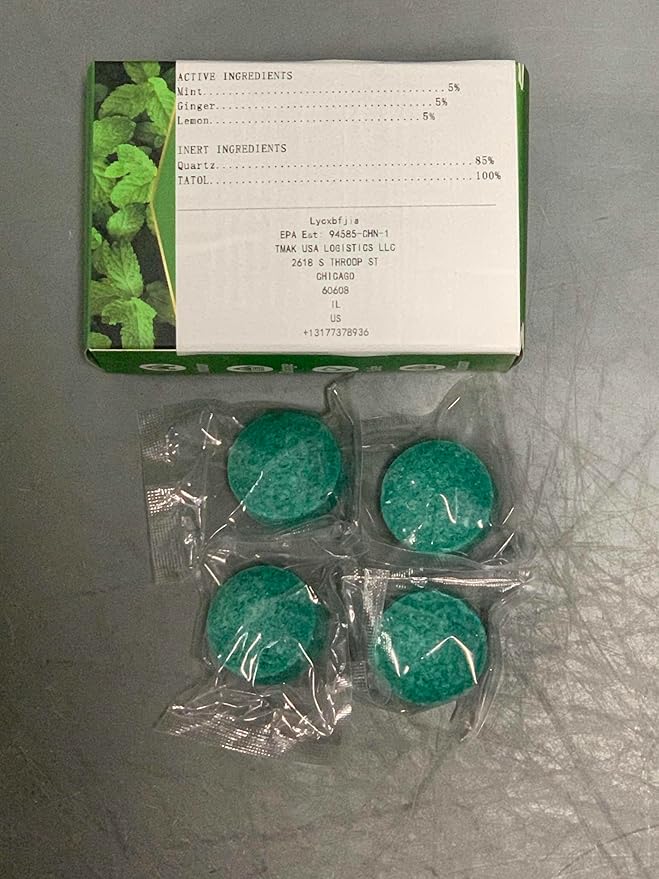 ACTIVE INGREDIENTS
Mint..................................5%
Ginger................................5%
Lemon...............................5%
INERT INGREDIENTS
Quartz.....................................85%
TATOL......................................100%
Lycxbfjia
EPA Est: 94585-CHN-1
TMAK USA LOGISTICS LLC
2618 S THROOP ST
CHICAGO
60608
IL
US
+13177378936